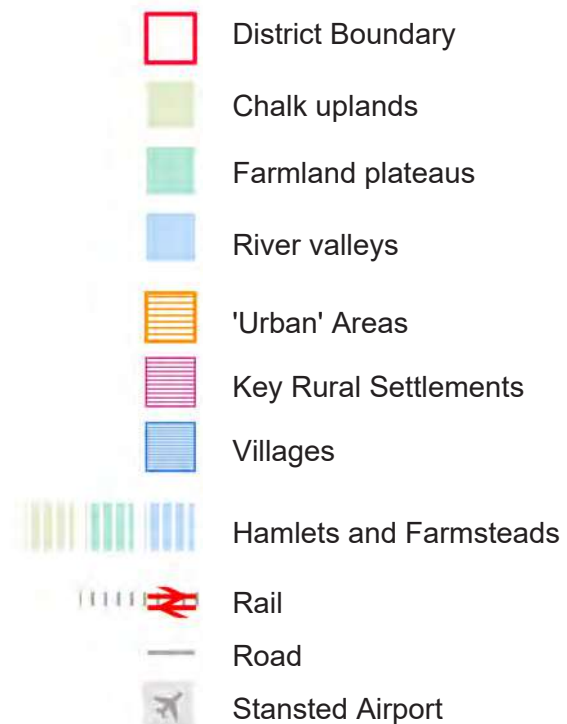 District Boundary
Chalk uplands
Farmland plateaus
River valleys
'Urban' Areas
Key Rural Settlements
Villages
Hamlets and Farmsteads
Rail
Road
Stansted Airport